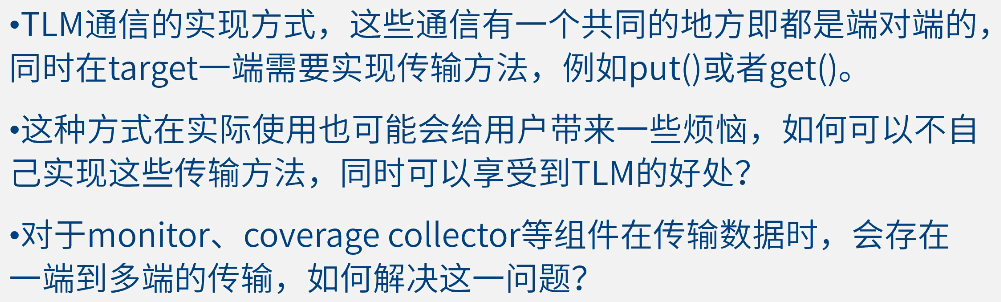 •TLM通信的实现方式，这些通信有一个共同的地方即都是端对端的，
同时在target一端需要实现传输方法，例如put()或者get()。
•这种方式在实际使用也可能会给用户带来一些烦恼，如何可以不自
己实现这些传输方法，同时可以享受到TLM的好处？
•对于monitor、coverage collector等组件在传输数据时，会存在
一端到多端的传输，如何解决这一问题？